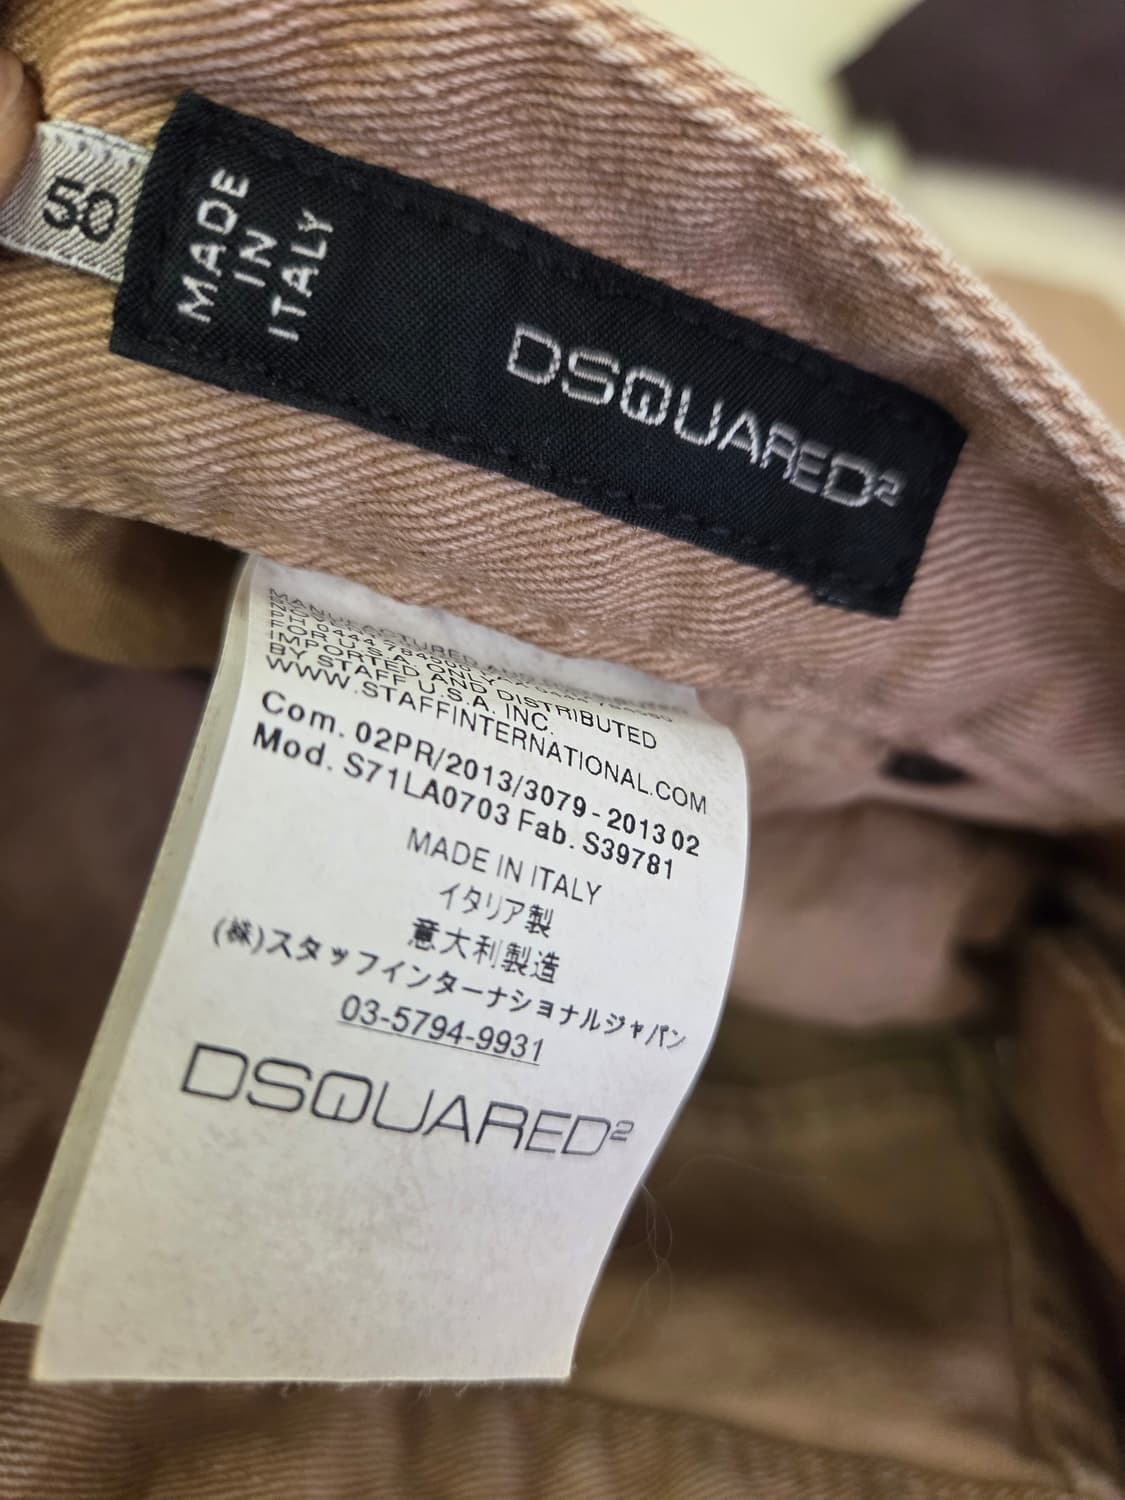 50
MADE
IN
ITALY
DSQUARED2
MANUFACTURED AND
FOR U.S.A. ONLY
IMPORTED AND DISTRIBUTED
BY STAFF U.S.A. INC.
WWW.STAFFINTERNATIONAL.COM
Com. 02PR/2013/3079 - 2013 02
Mod. S71LA0703 Fab. S39781
MADE IN ITALY
イタリア製
意大利製造
(株)スタッフインターナショナルジャパン
03-5794-9931
DSQUARED2